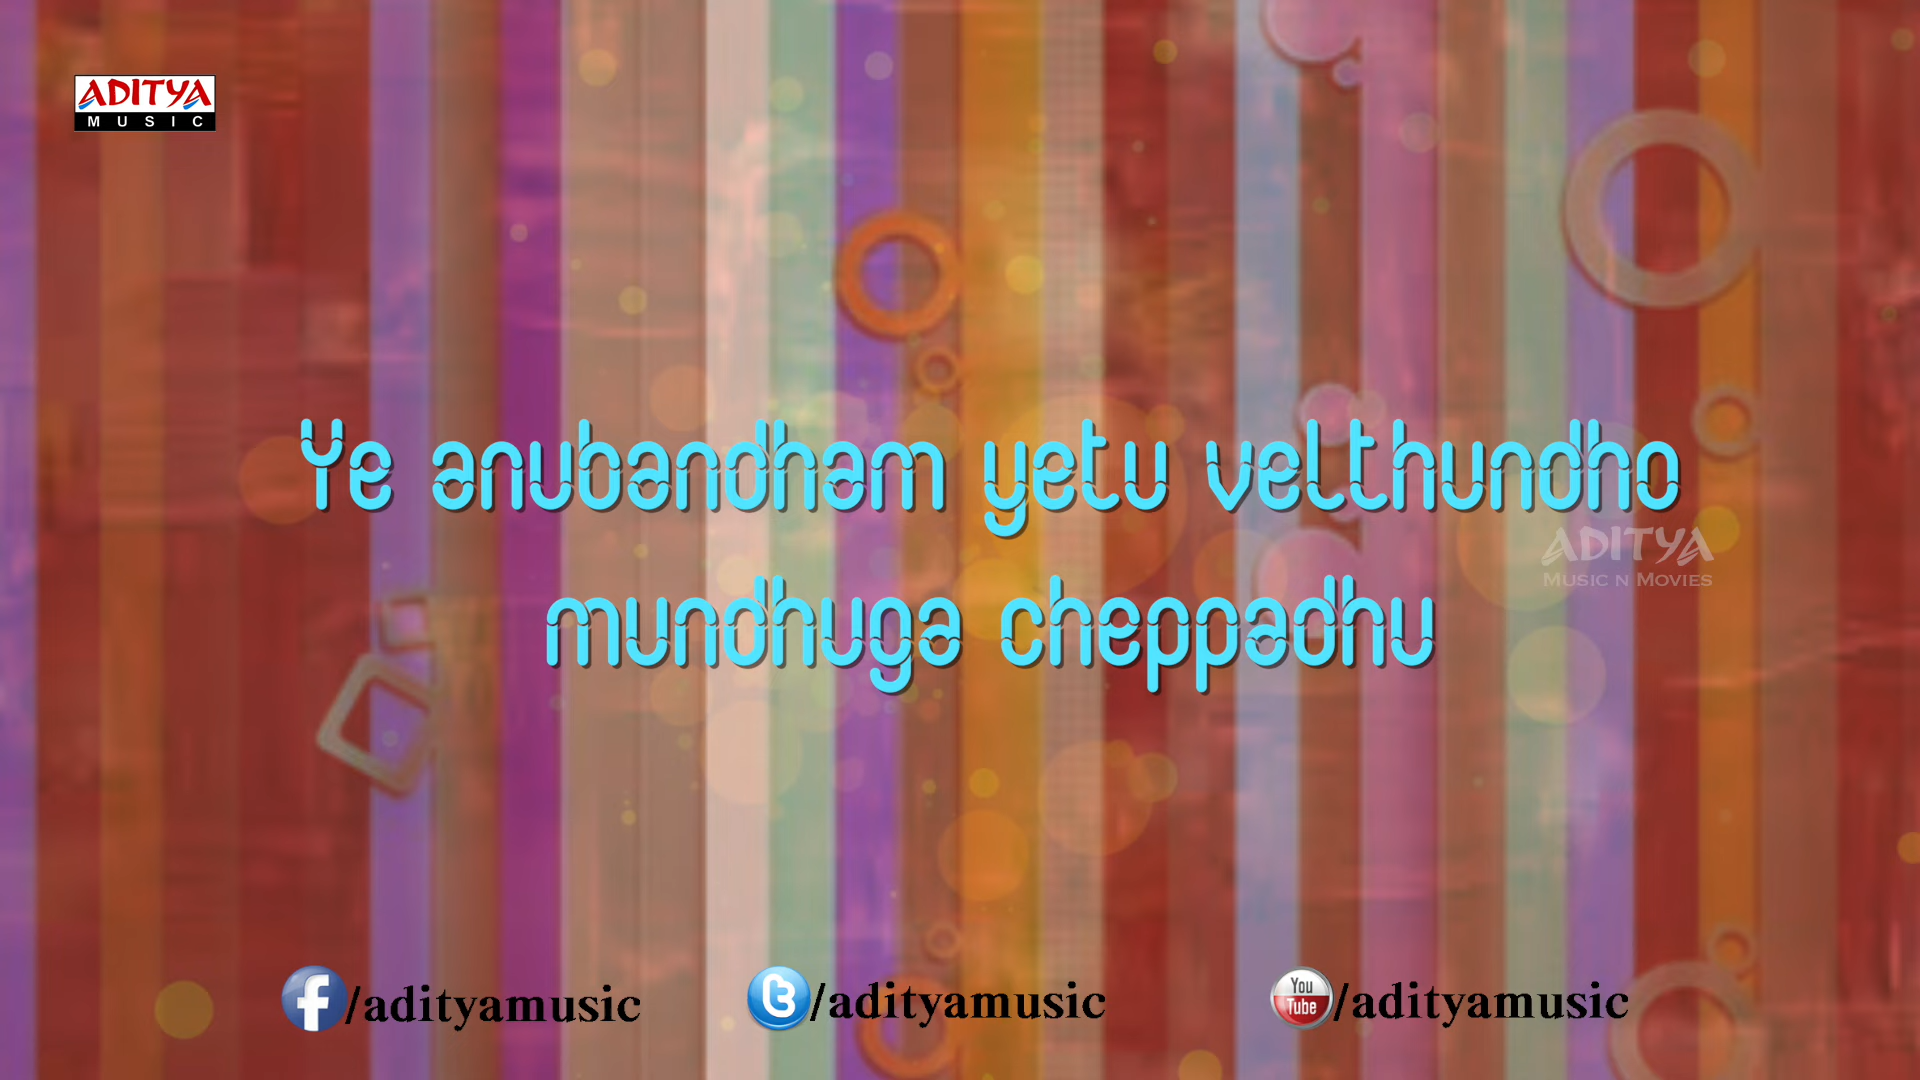 ADITYA
MUSIC
Ye anubandham yetu velthundho
ADITYA
MUSIC N MOVIES
mundhuga cheppadhu
/adityamusic
/adityamusic
You
Tube /adityamusic